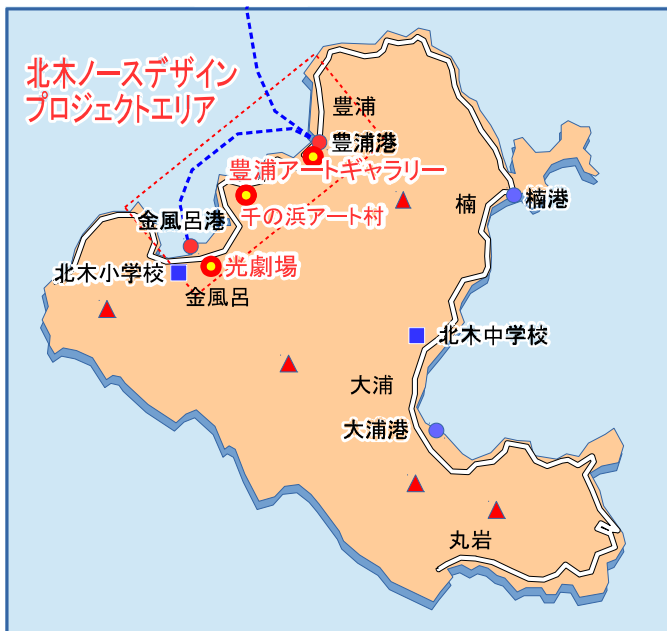 北木ノースデザイン
プロジェクトエリア
豊浦
豊浦港
豊浦アートギャラリー
楠
楠港
千の浜アート村
金風呂港
北木小学校
光劇場
金風呂
北木中学校
大浦
大浦港
丸岩